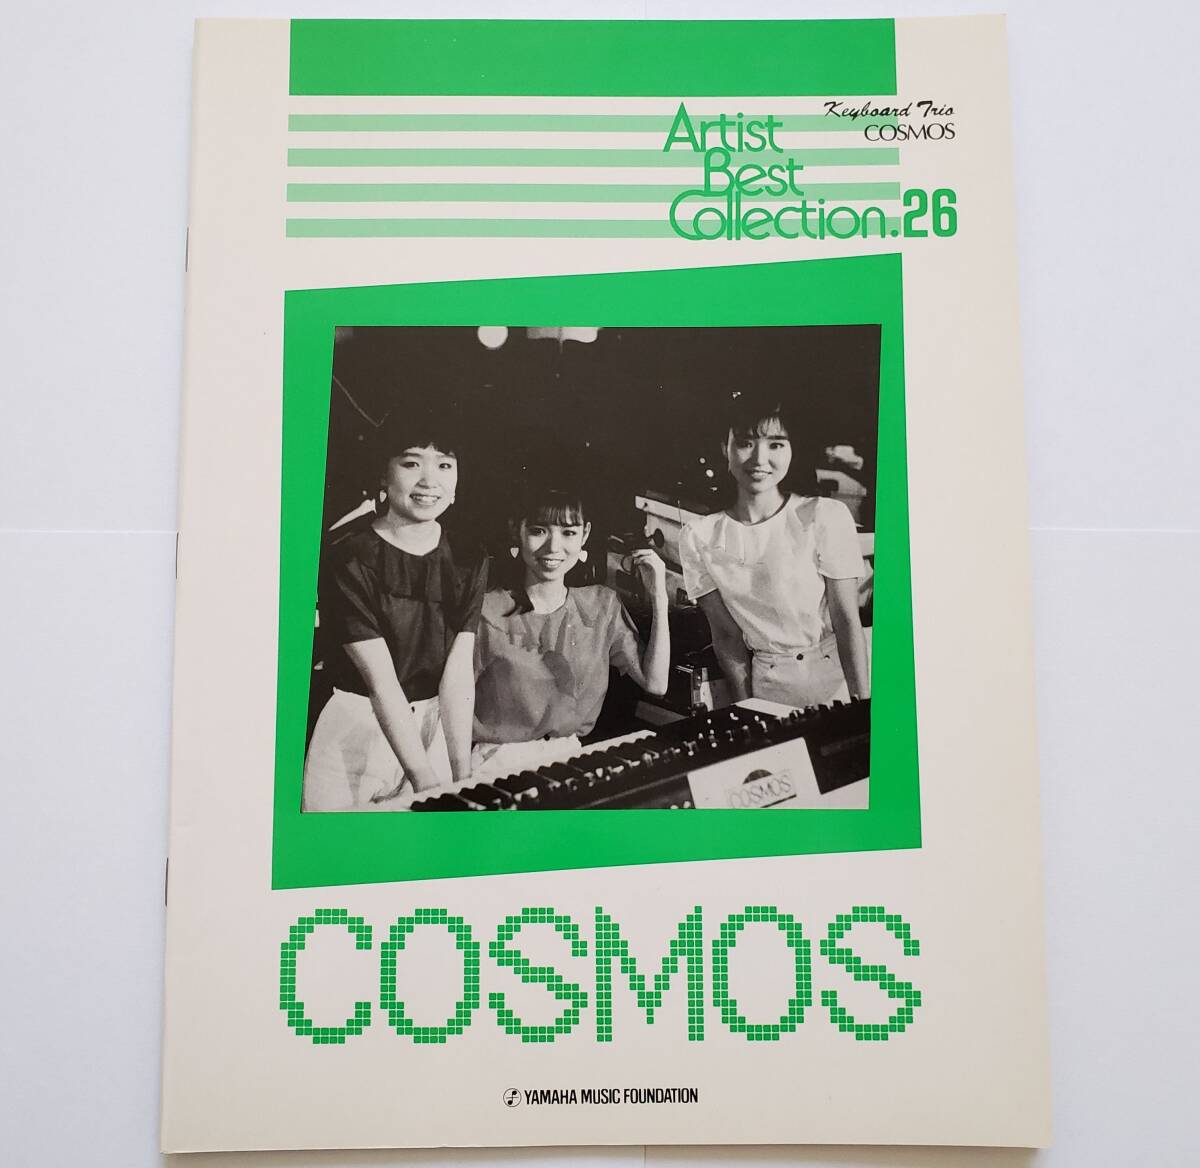 Keyboard Trio
COSMOS
Artist
Best
Collection.26
COSMOS
COSMOS
YAMAHA MUSIC FOUNDATION